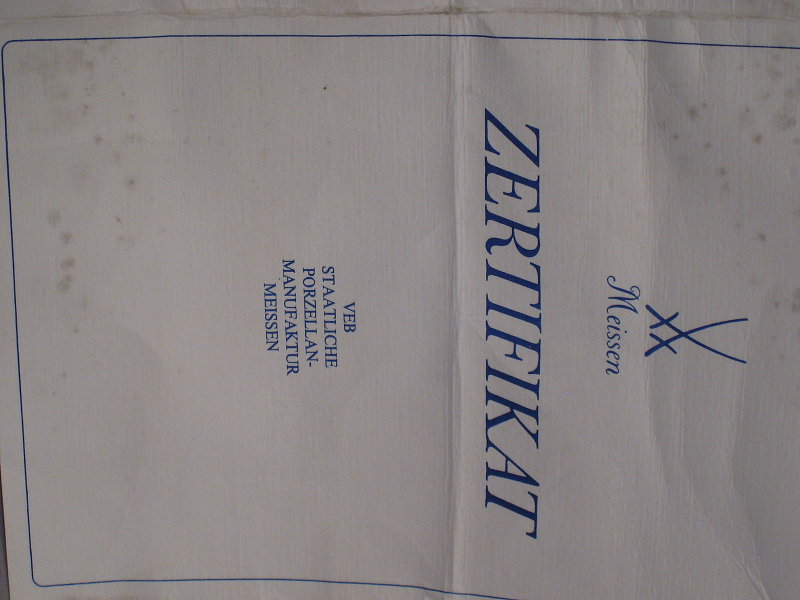 Meissen
ZERTIFIKAT
VEB
STAATLICHE
PORZELLAN-
MANUFAKTUR
MEISSEN